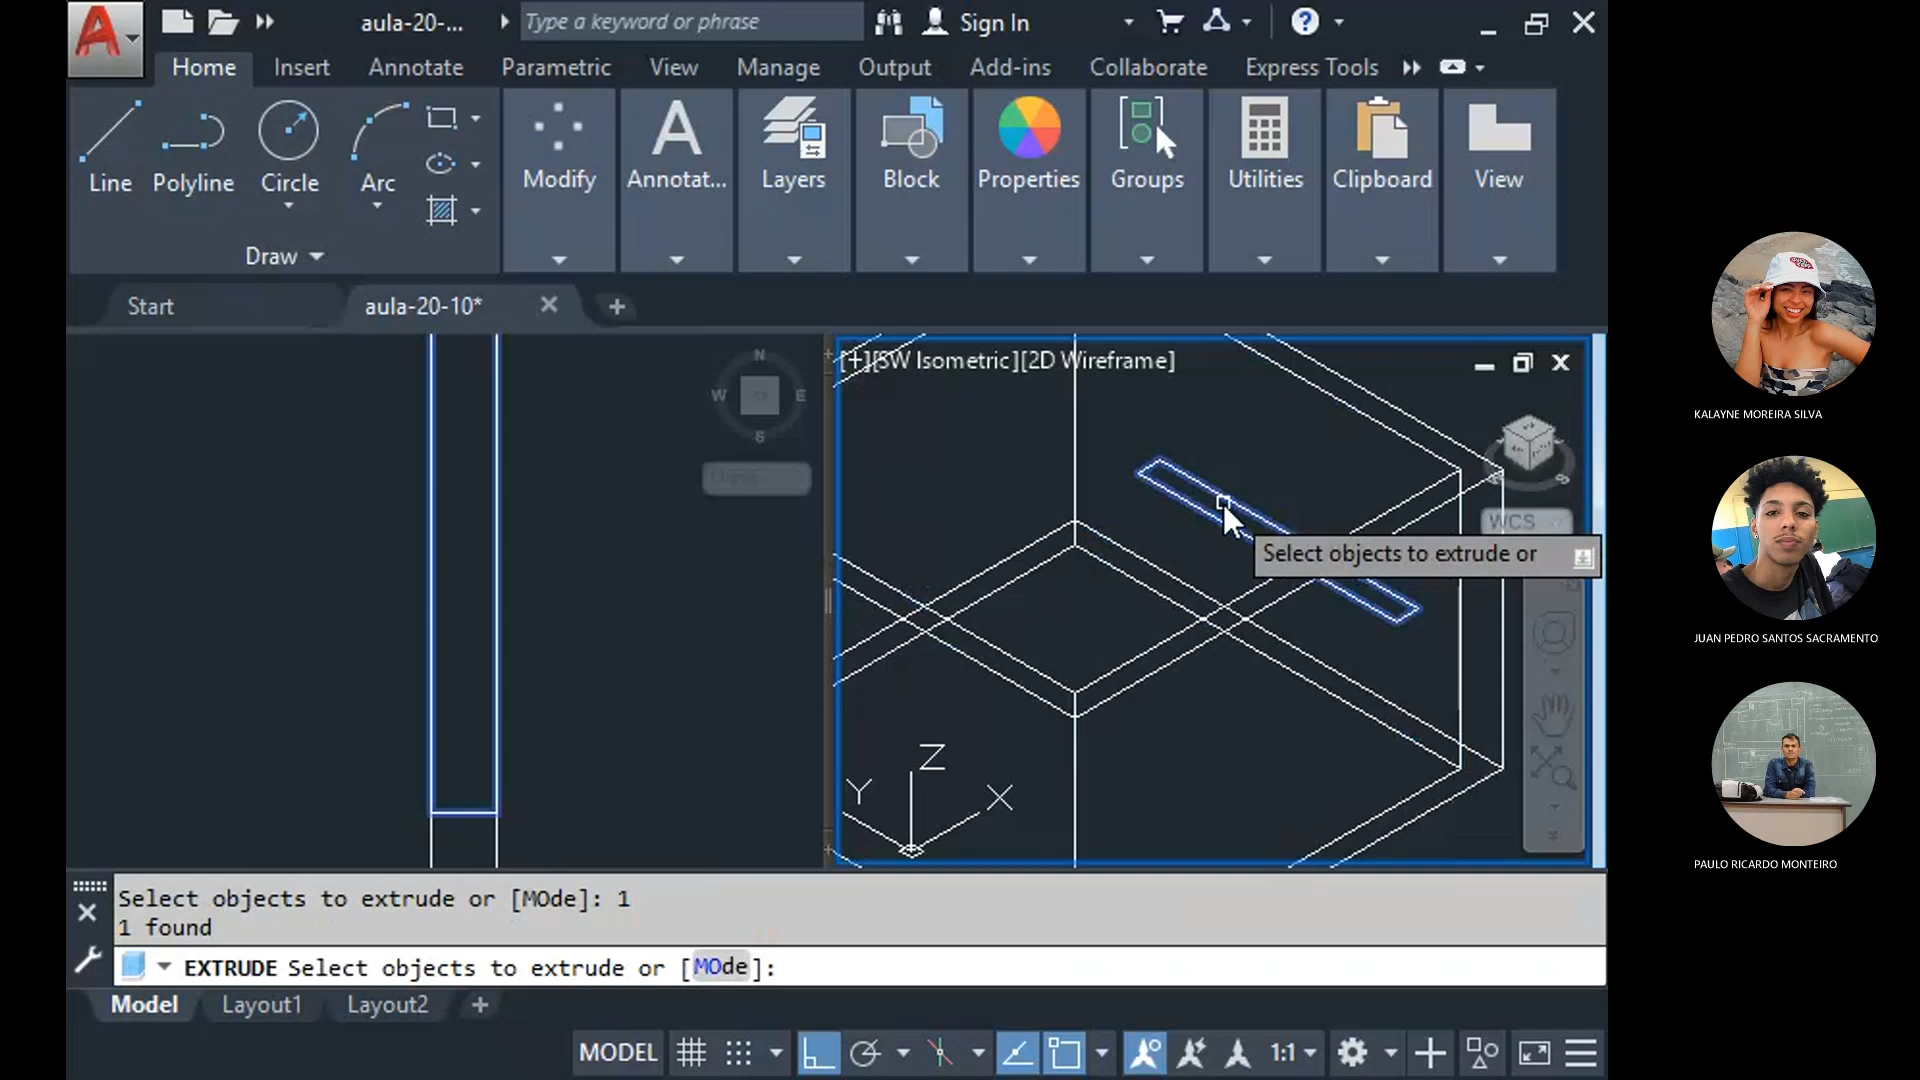 aula-20-...
Type a keyword or phrase
Sign In
Home
Insert
Annotate
Parametric
View
Manage
Output
Add-ins
Collaborate
Express Tools
Line
Polyline
Circle
Arc
Draw
Modify
Annotat...
Layers
Block
Properties
Groups
Utilities
Clipboard
View
Start
aula-20-10*
N
W
E
S
[+][SW Isometric][2D Wireframe]
WCS
Select objects to extrude or
Z
Y
X
Select objects to extrude or [MOde]: 1
1 found
EXTRUDE Select objects to extrude or [MOde]:
Model
Layout1
Layout2
MODEL
1:1
KALAYNE MOREIRA SILVA
JUAN PEDRO SANTOS SACRAMENTO
PAULO RICARDO MONTEIRO